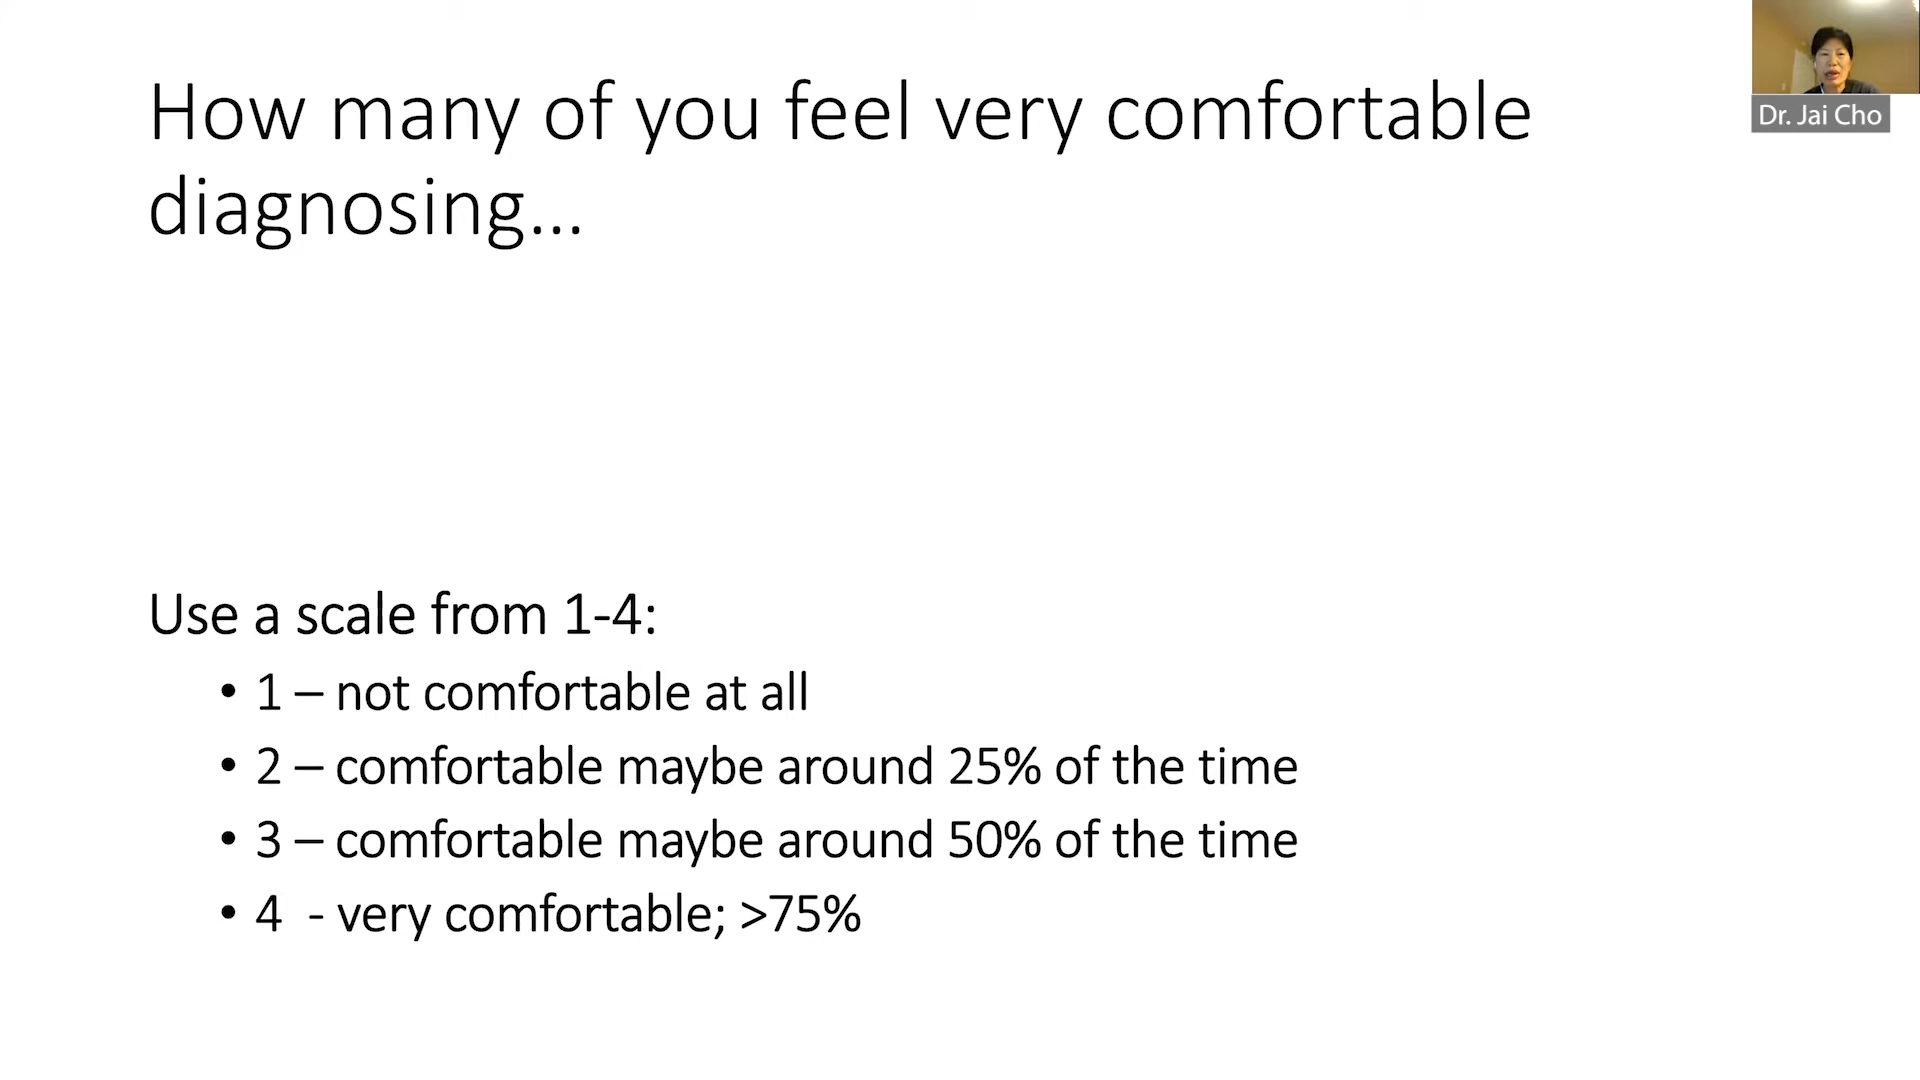 How many of you feel very comfortable
diagnosing...
Dr. Jai Cho
Use a scale from 1-4:
• 1 – not comfortable at all
• 2 – comfortable maybe around 25% of the time
• 3 – comfortable maybe around 50% of the time
• 4  - very comfortable; >75%